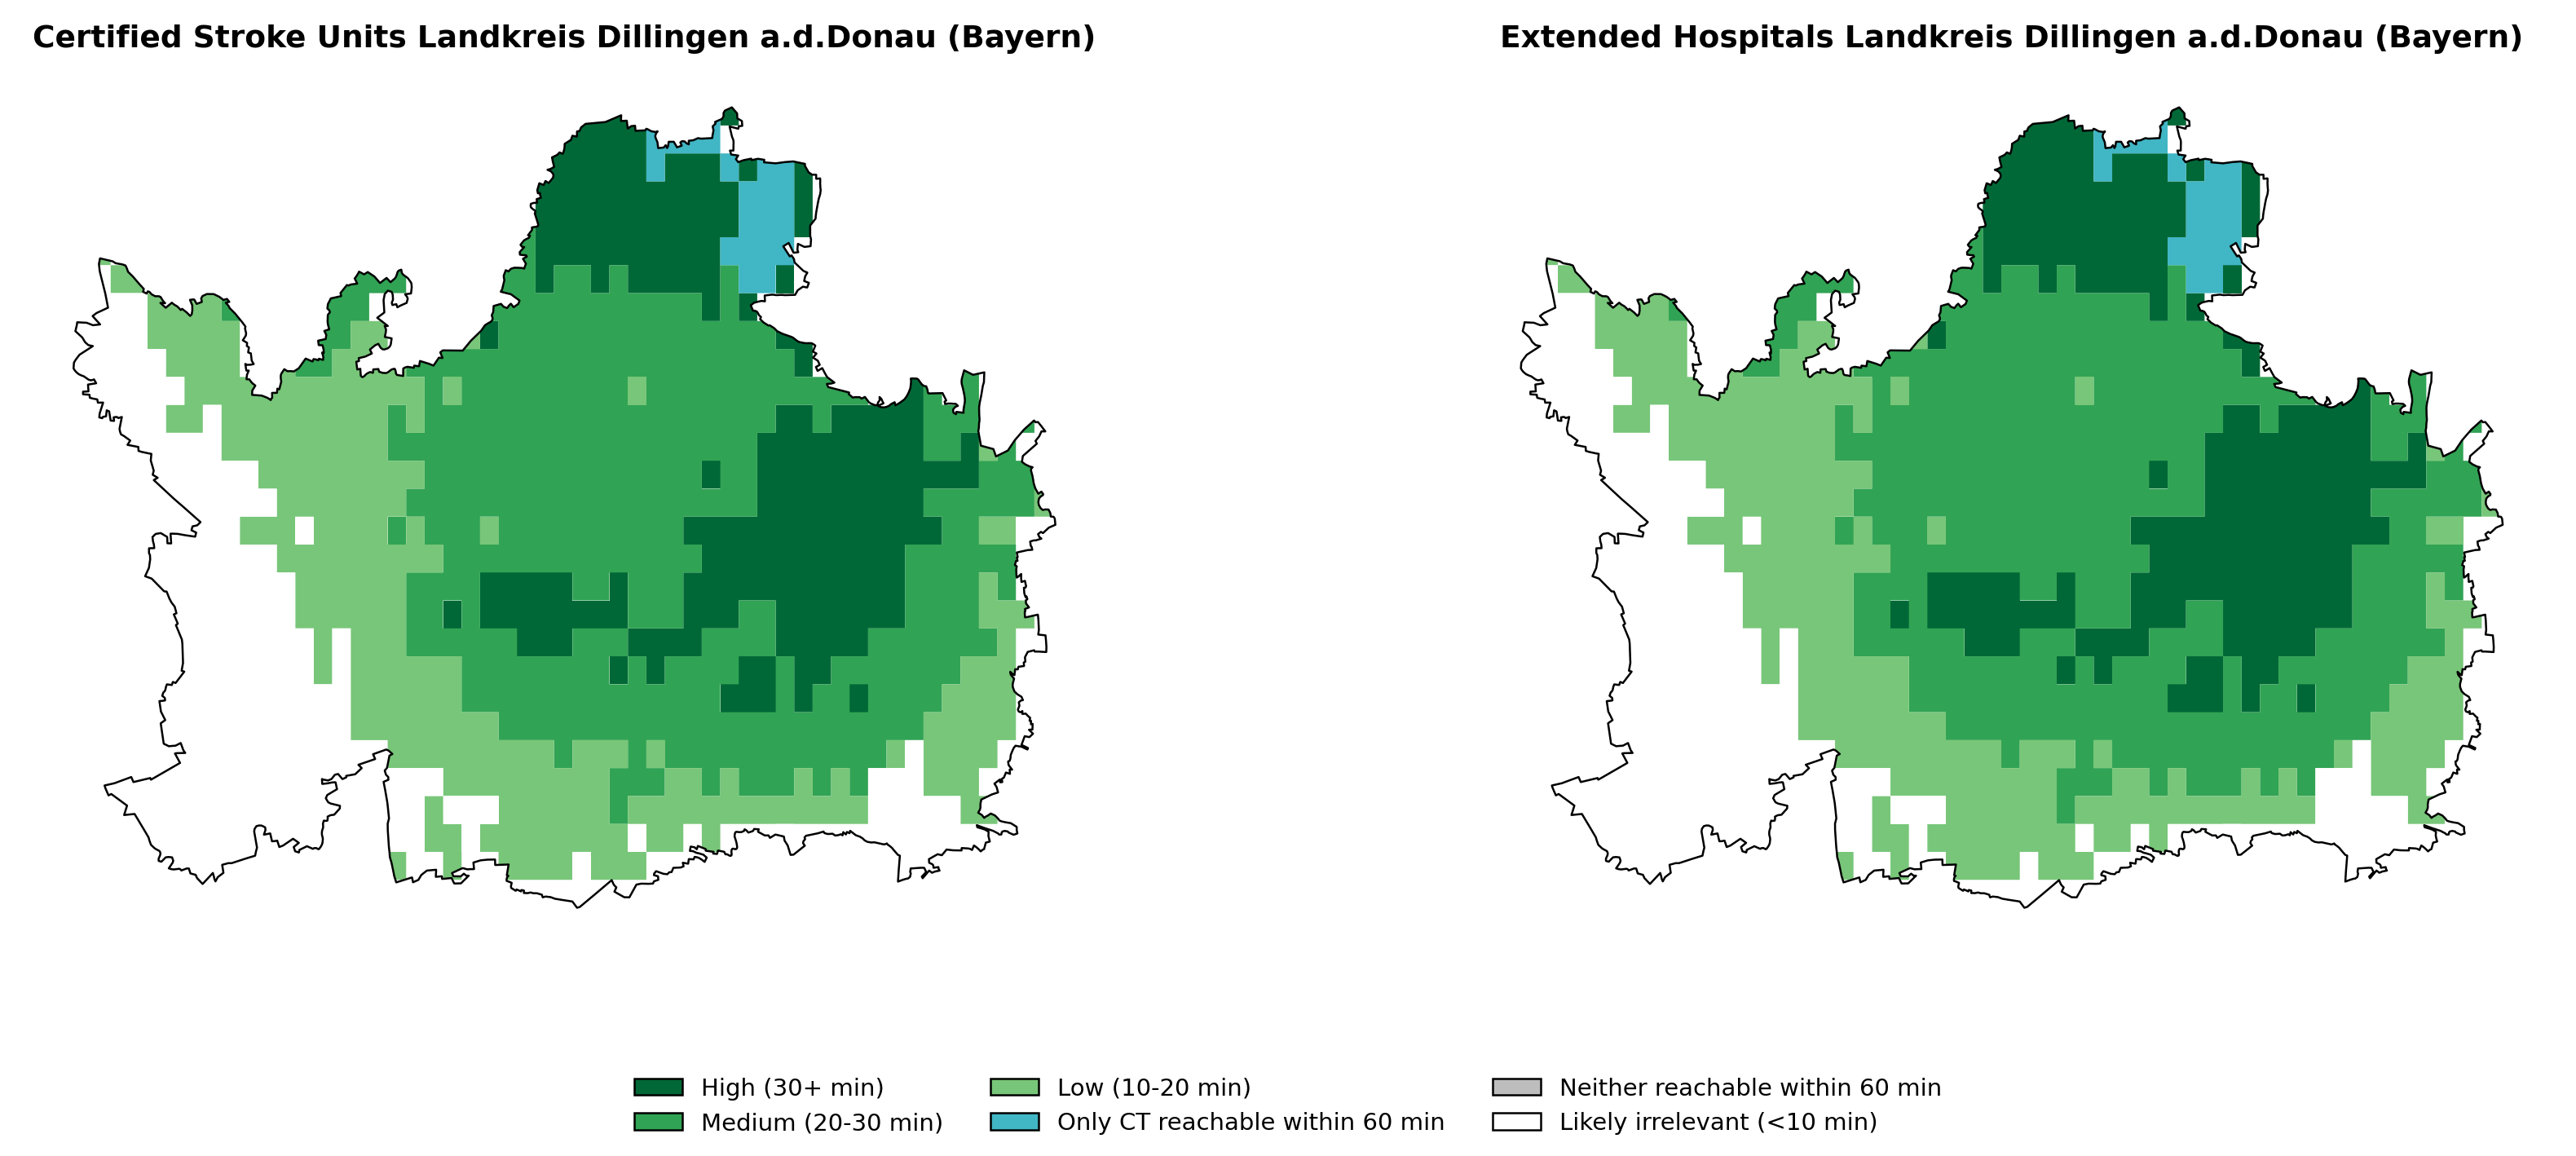 Certified Stroke Units Landkreis Dillingen a.d.Donau (Bayern)
Extended Hospitals Landkreis Dillingen a.d.Donau (Bayern)
High (30+ min)
Medium (20-30 min)
Low (10-20 min)
Only CT reachable within 60 min
Neither reachable within 60 min
Likely irrelevant (<10 min)